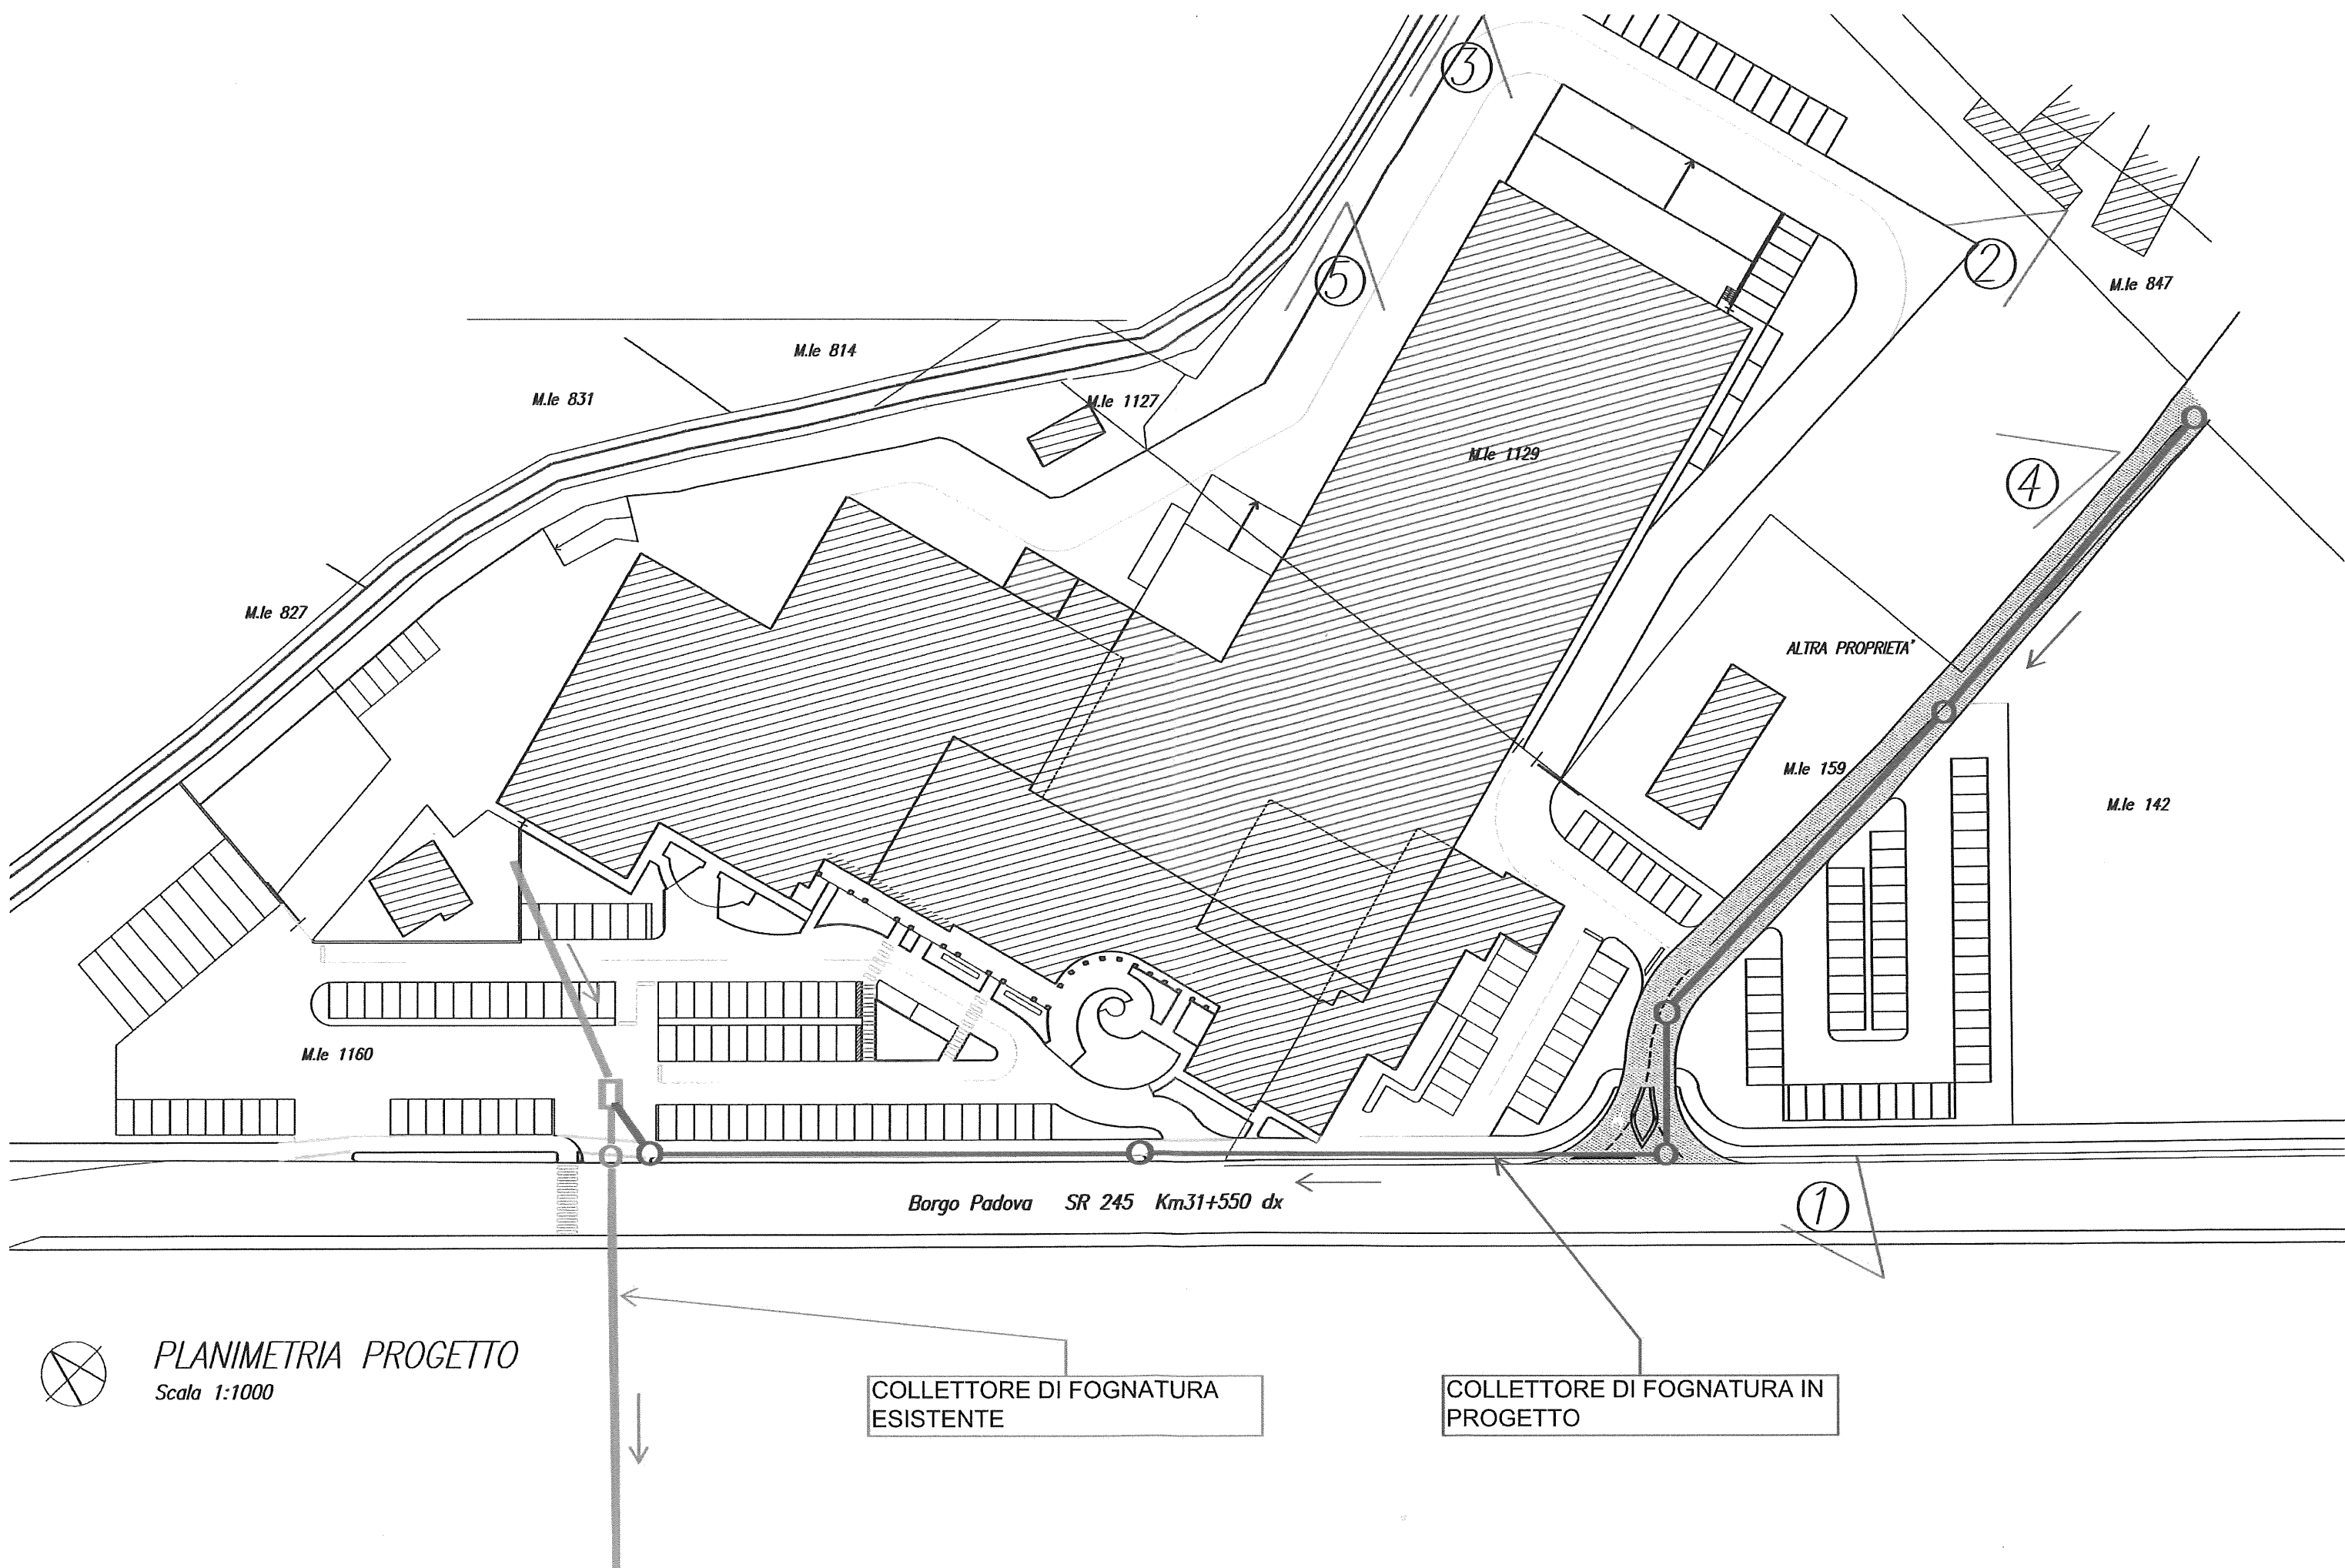 3
5
2
M.le 847
M.le 814
M.le 831
M.le 1127
M.le 1129
4
M.le 827
ALTRA PROPRIETA'
M.le 159
M.le 142
M.le 1160
Borgo Padova SR 245 Km31+550 dx
1
PLANIMETRIA PROGETTO
Scala 1:1000
COLLETTORE DI FOGNATURA
ESISTENTE
COLLETTORE DI FOGNATURA IN
PROGETTO